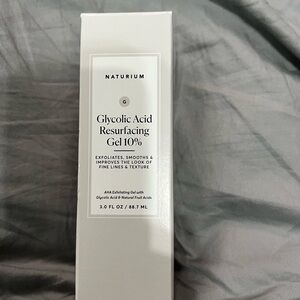 NATURIUM
G
Glycolic Acid
Resurfacing
Gel 10%
EXFOLIATES, SMOOTHS &
IMPROVES THE LOOK OF
FINE LINES & TEXTURE
AHA Exfoliating Gel with
Glycolic Acid & Natural Fruit Acids
3.0 FL OZ / 88.7 ML